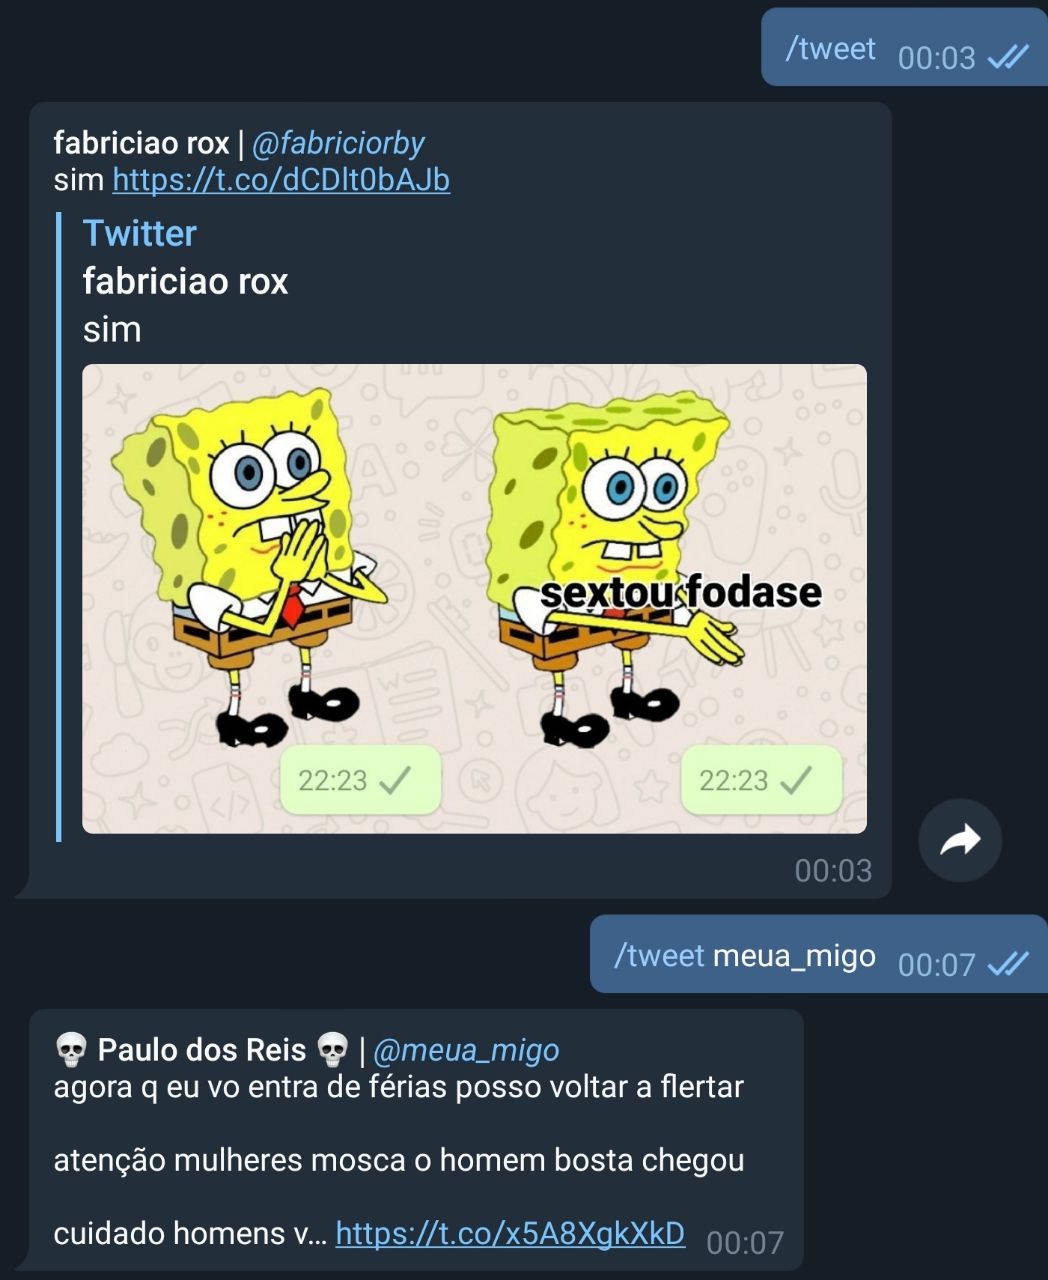 /tweet 00:03
fabriciao rox | @fabriciorby
sim https://t.co/dCDlt0bAJb
Twitter
fabriciao rox
sim
sextou fodase
22:23
22:23
00:03
/tweet meua_migo 00:07
💀 Paulo dos Reis 💀 | @meua_migo
agora q eu vo entra de férias posso voltar a flertar
atenção mulheres mosca o homem bosta chegou
cuidado homens v... https://t.co/x5A8XgkXkD 00:07